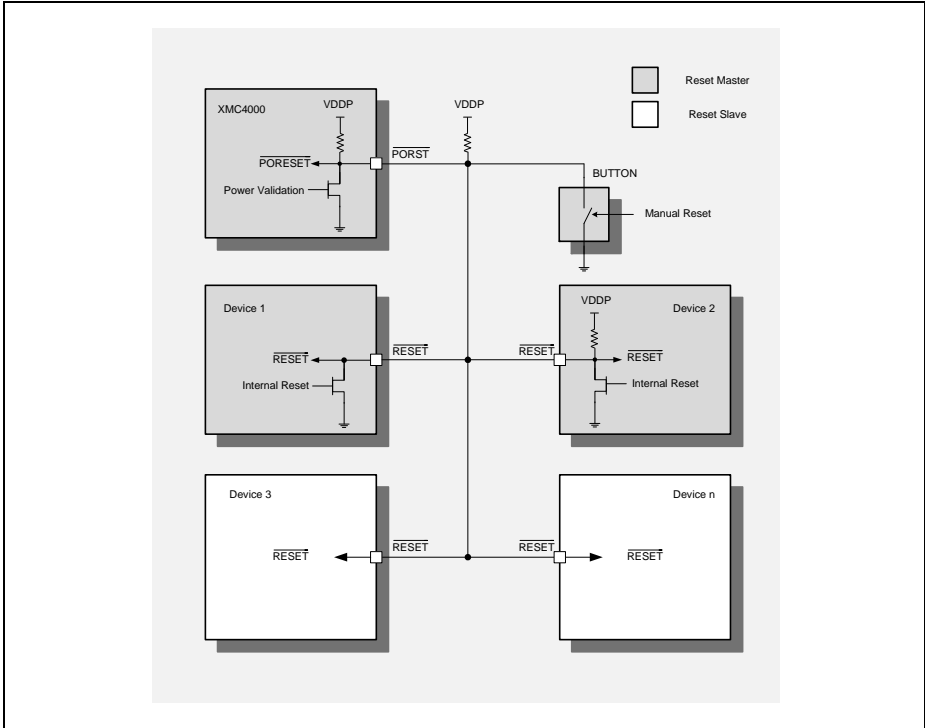 Reset Master
Reset Slave
XMC4000
VDDP
VDDP
PORESET
PORST
Power Validation
BUTTON
Manual Reset
Device 1
RESET
RESET
Internal Reset
VDDP
Device 2
RESET
RESET
Internal Reset
Device 3
RESET
RESET
Device n
RESET
RESET